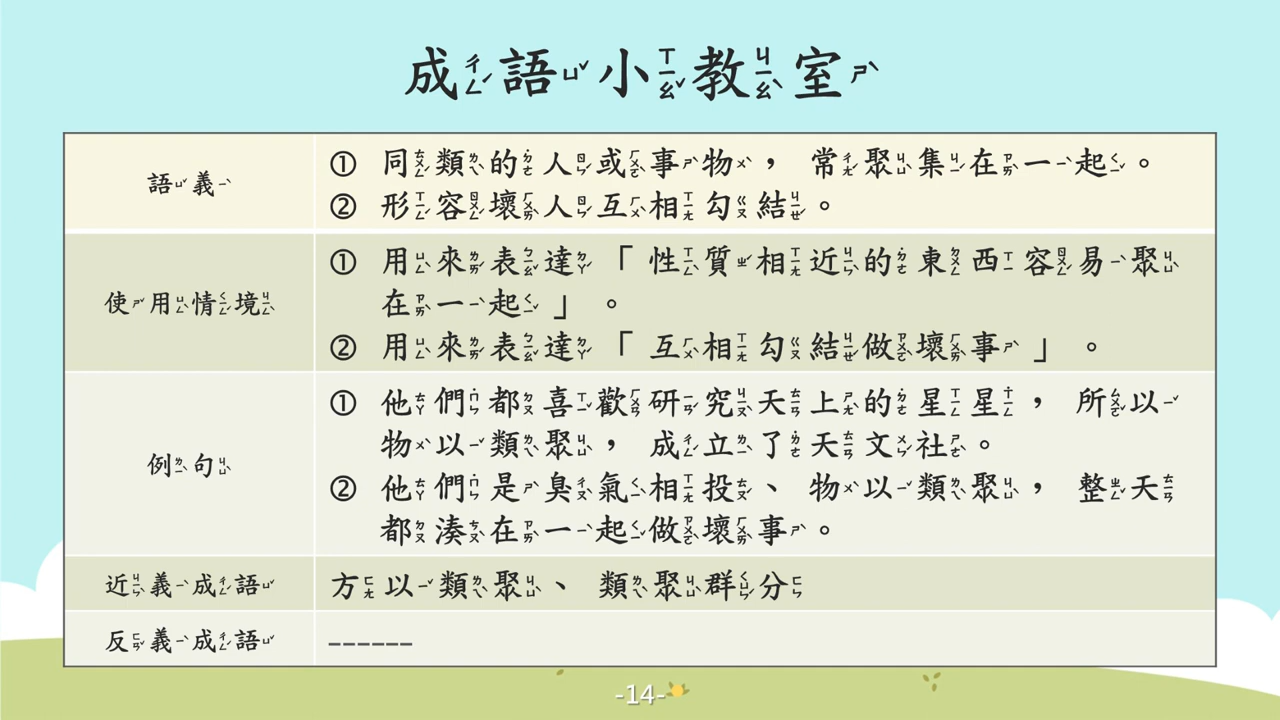 成語小教室
語義
① 同類的人或事物，常聚集在一起。
② 形容壞人互相勾結。
使用情境
① 用來表達「性質相近的東西容易聚
在一起」。
② 用來表達「互相勾結做壞事」。
例句
① 他們都喜歡研究天上的星星，所以
物以類聚，成立了天文社。
② 他們是臭氣相投、物以類聚，整天
都湊在一起做壞事。
近義成語
方以類聚、類聚群分
反義成語
------
-14-